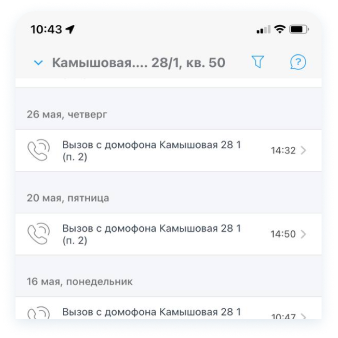 10:43
Камышовая.... 28/1, кв. 50
26 мая, четверг
Вызов с домофона Камышовая 28 1
(п. 2)
14:32
20 мая, пятница
Вызов с домофона Камышовая 28 1
(п. 2)
14:50
16 мая, понедельник
Вызов с домофона Камышовая 28 1
10:47